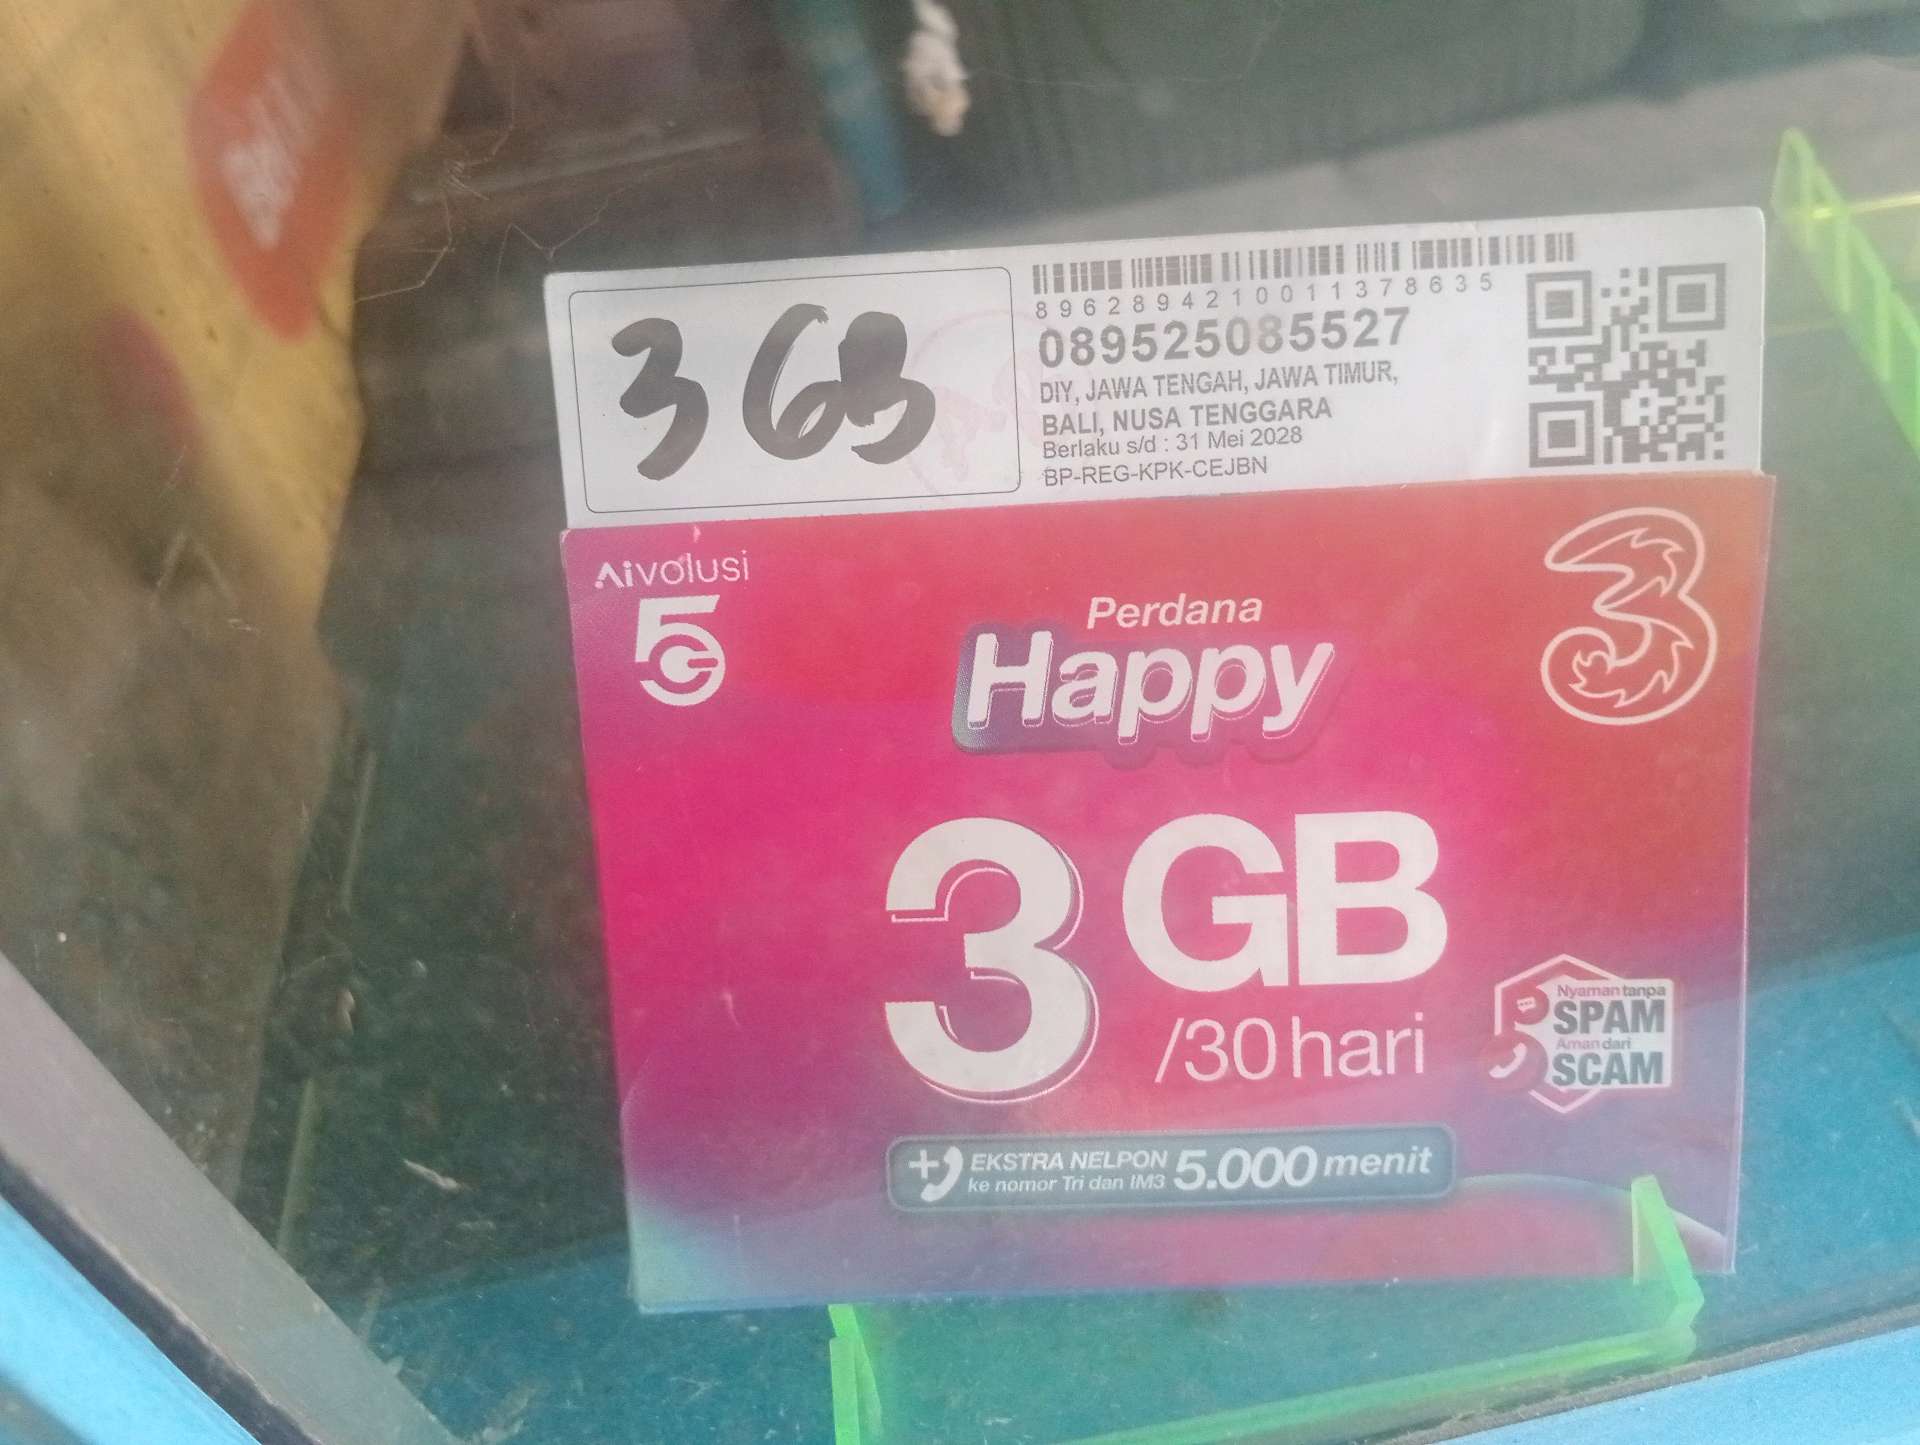 3 GB
8962894210011378635
089525085527
DIY, JAWA TENGAH, JAWA TIMUR,
BALI, NUSA TENGGARA
Berlaku s/d : 31 Mei 2028
BP-REG-KPK-CEJBN
Aivolusi
5G
Perdana
Happy
3
3 GB
/30 hari
Nyaman tanpa
SPAM
Aman dari
SCAM
+ EKSTRA NELPON
ke nomor Tri dan IM3
5.000 menit